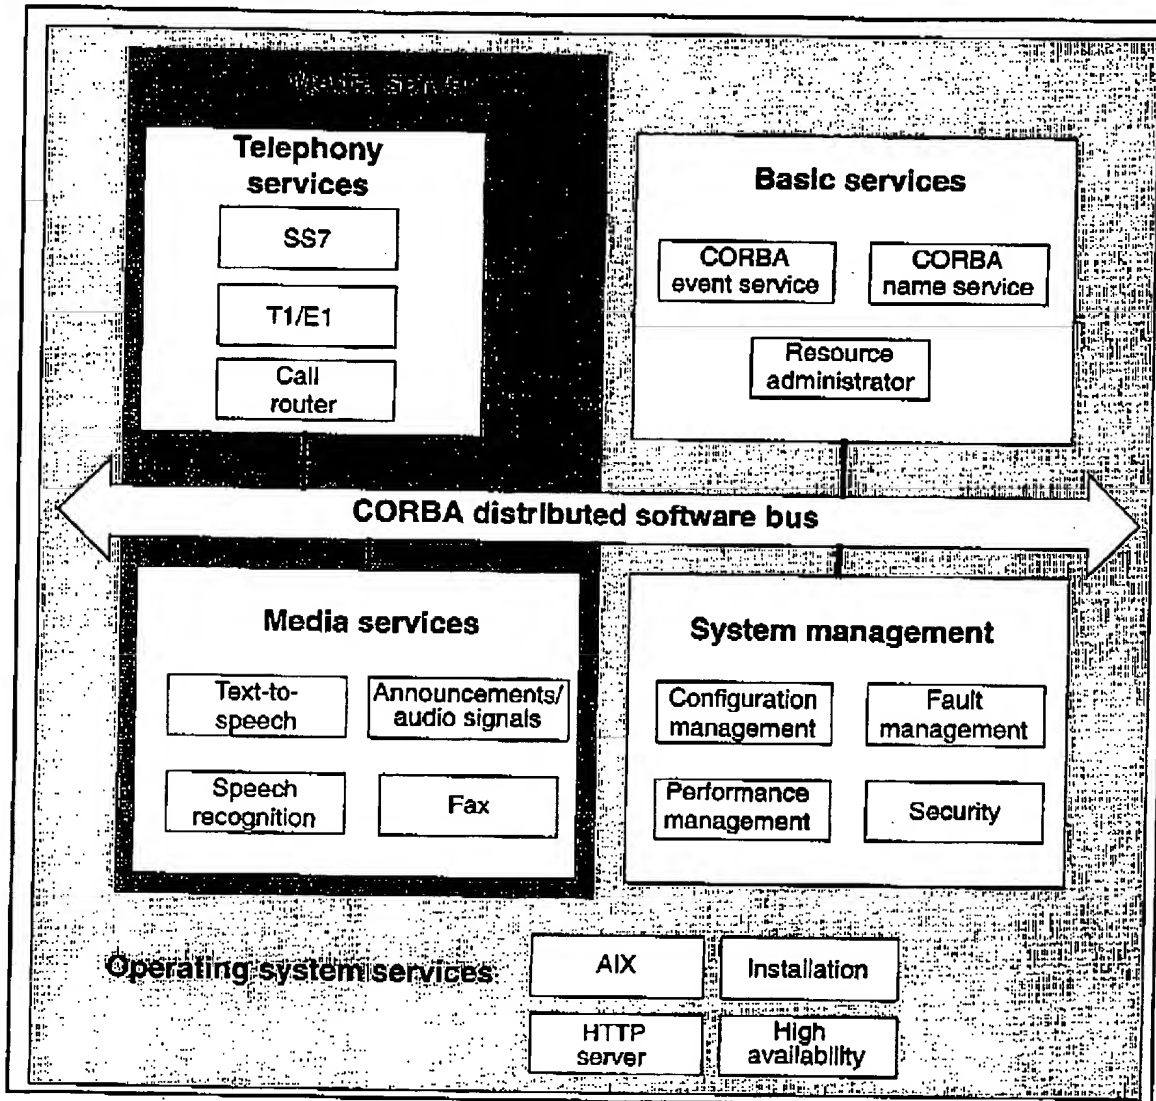 Telephony
services
SS7
T1/E1
Call
router
Basic services
CORBA
event service
CORBA
name service
Resource
administrator
CORBA distributed software bus
Media services
Text-to-
speech
Announcements/
audio signals
Speech
recognition
Fax
System management
Configuration
management
Fault
management
Performance
management
Security
Operating system services
AIX
Installation
HTTP
server
High
availability